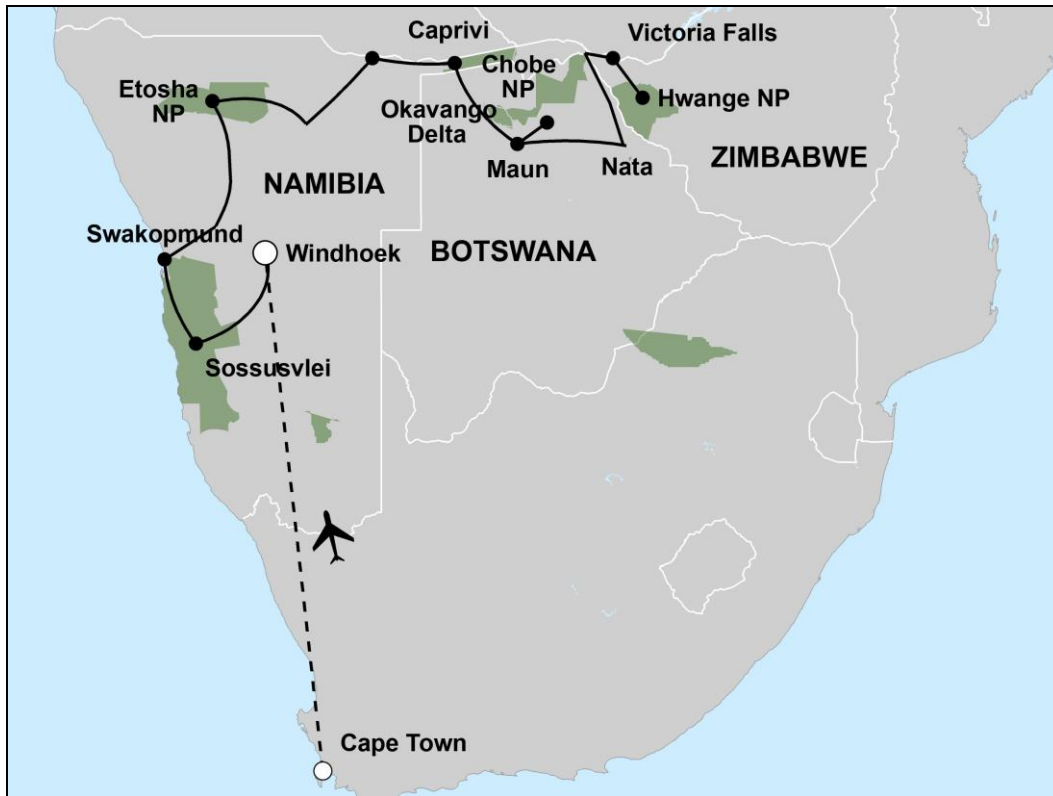 Caprivi
Victoria Falls
Etosha
NP
Chobe
NP
Okavango
Delta
Hwange NP
Maun
Nata
ZIMBABWE
NAMIBIA
Swakopmund
Windhoek
BOTSWANA
Sossusvlei
Cape Town